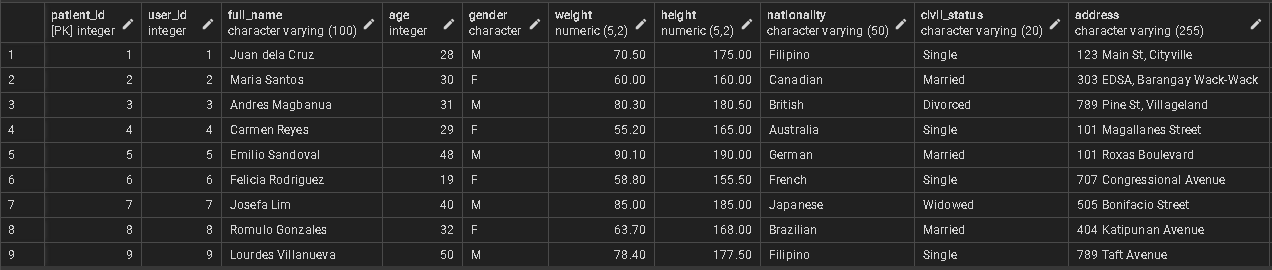 patient_id user_id full_name age gender weight height nationality civil_status address
[PK] integer integer character varying (100) integer character numeric (5,2) numeric (5,2) character varying (50) character varying (20) character varying (255)
1 1 1 Juan dela Cruz 28 M 70.50 175.00 Filipino Single 123 Main St, Cityville
2 2 2 Maria Santos 30 F 60.00 160.00 Canadian Married 303 EDSA, Barangay Wack-Wack
3 3 3 Andres Magbanua 31 M 80.30 180.50 British Divorced 789 Pine St, Villageland
4 4 4 Carmen Reyes 29 F 55.20 165.00 Australia Single 101 Magallanes Street
5 5 5 Emilio Sandoval 48 M 90.10 190.00 German Married 101 Roxas Boulevard
6 6 6 Felicia Rodriguez 19 F 58.80 155.50 French Single 707 Congressional Avenue
7 7 7 Josefa Lim 40 M 85.00 185.00 Japanese Widowed 505 Bonifacio Street
8 8 8 Romulo Gonzales 32 F 63.70 168.00 Brazilian Married 404 Katipunan Avenue
9 9 9 Lourdes Villanueva 50 M 78.40 177.50 Filipino Single 789 Taft Avenue